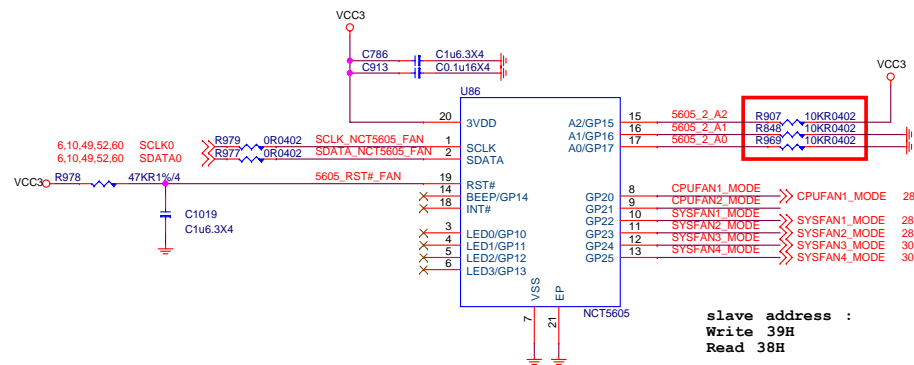 VCC3
C786 C1u6.3X4
C913 C0.1u16X4
VCC3
U86
20 3VDD
A2/GP15 15 5605_2_A2 R907 10KR0402
A1/GP16 16 5605_2_A1 R848 10KR0402
A0/GP17 17 5605_2_A0 R969 10KR0402
6,10,49,52,60 SCLK0 R979 0R0402 SCLK_NCT5605_FAN 1 SCLK
6,10,49,52,60 SDATA0 R977 0R0402 SDATA_NCT5605_FAN 2 SDATA
VCC3 R978 47KR1%/4 5605_RST#_FAN 19 RST#
14 BEEP/GP14
18 INT#
C1019
C1u6.3X4
3 LED0/GP10
4 LED1/GP11
5 LED2/GP12
6 LED3/GP13
GP20 8 CPUFAN1_MODE CPUFAN1_MODE 28
GP21 9 CPUFAN2_MODE
GP22 10 SYSFAN1_MODE SYSFAN1_MODE 28
GP23 11 SYSFAN2_MODE SYSFAN2_MODE 28
GP24 12 SYSFAN3_MODE SYSFAN3_MODE 30
GP25 13 SYSFAN4_MODE SYSFAN4_MODE 30
VSS
EP
7
21
NCT5605
slave address :
Write 39H
Read 38H